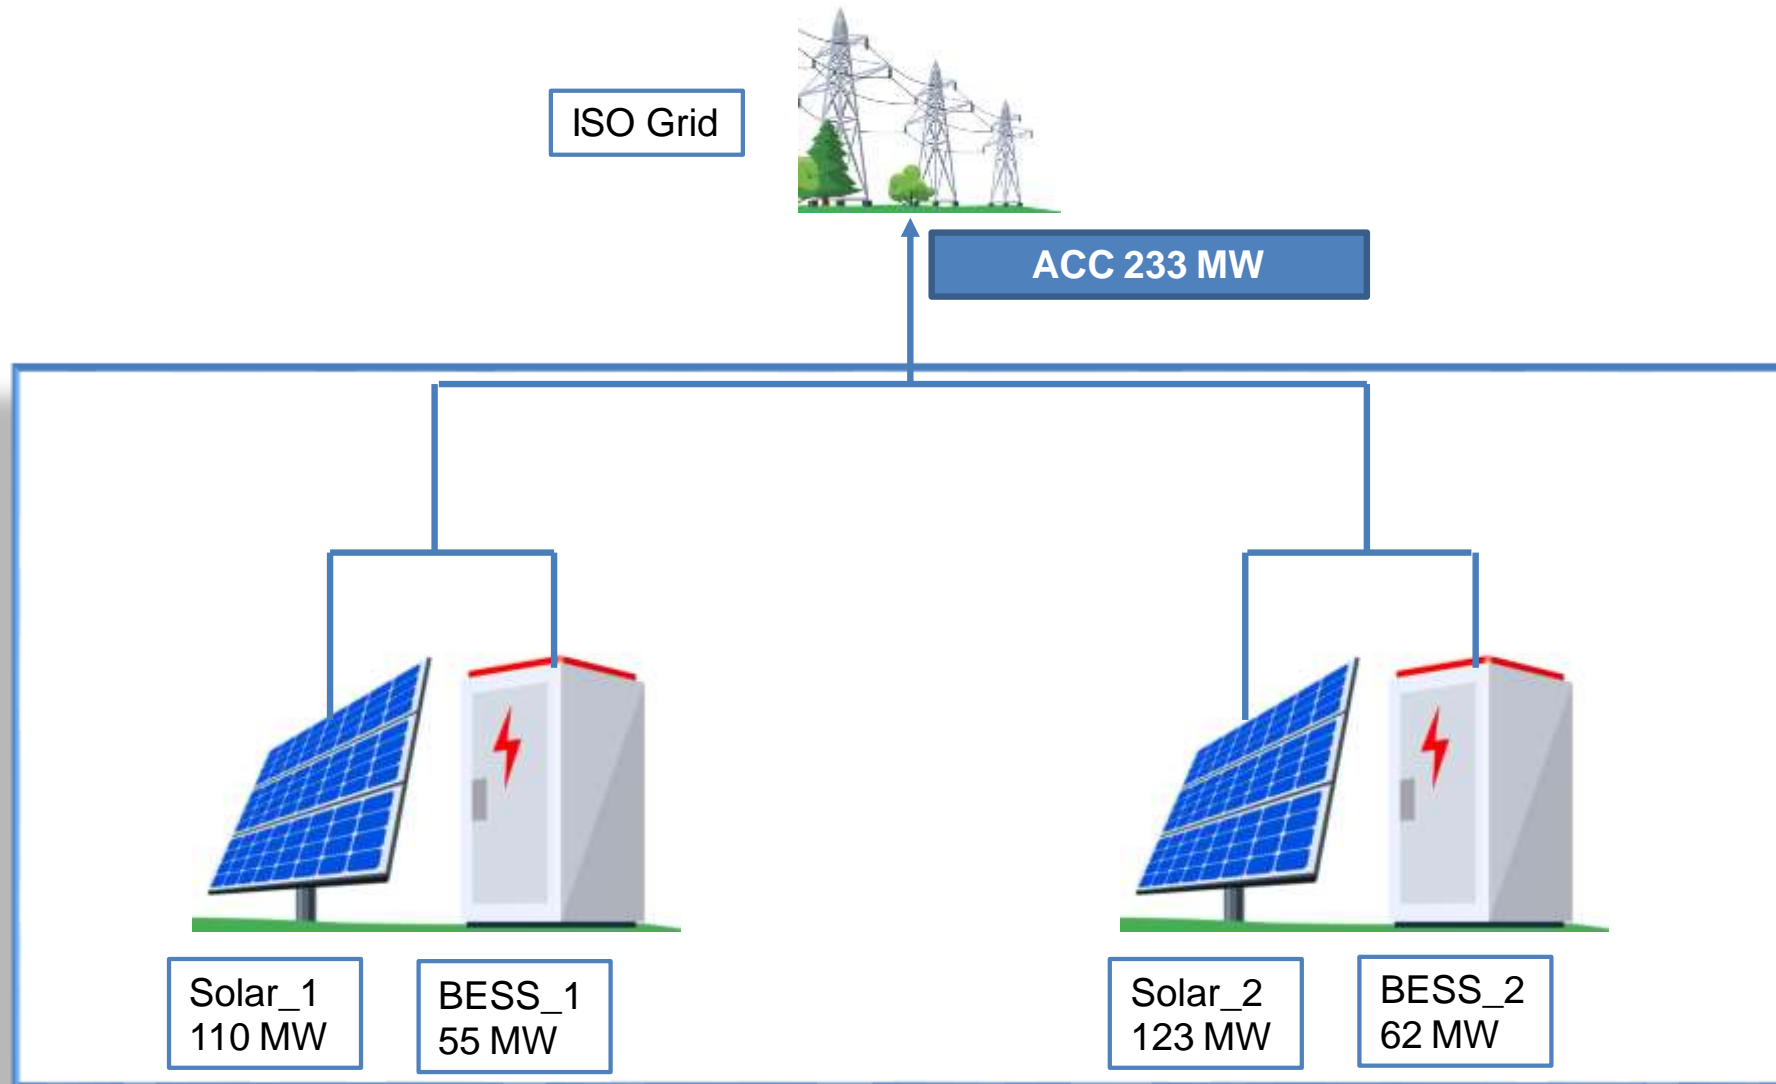 ISO Grid
ACC 233 MW
Solar_1
110 MW
BESS_1
55 MW
Solar_2
123 MW
BESS_2
62 MW